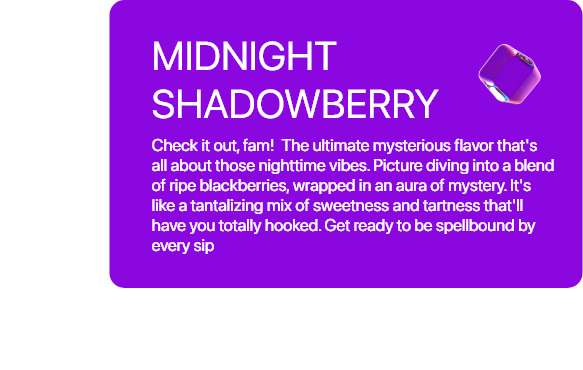 MIDNIGHT
SHADOWBERRY
Check it out, fam!  The ultimate mysterious flavor that's
all about those nighttime vibes. Picture diving into a blend
of ripe blackberries, wrapped in an aura of mystery. It's
like a tantalizing mix of sweetness and tartness that'll
have you totally hooked. Get ready to be spellbound by
every sip